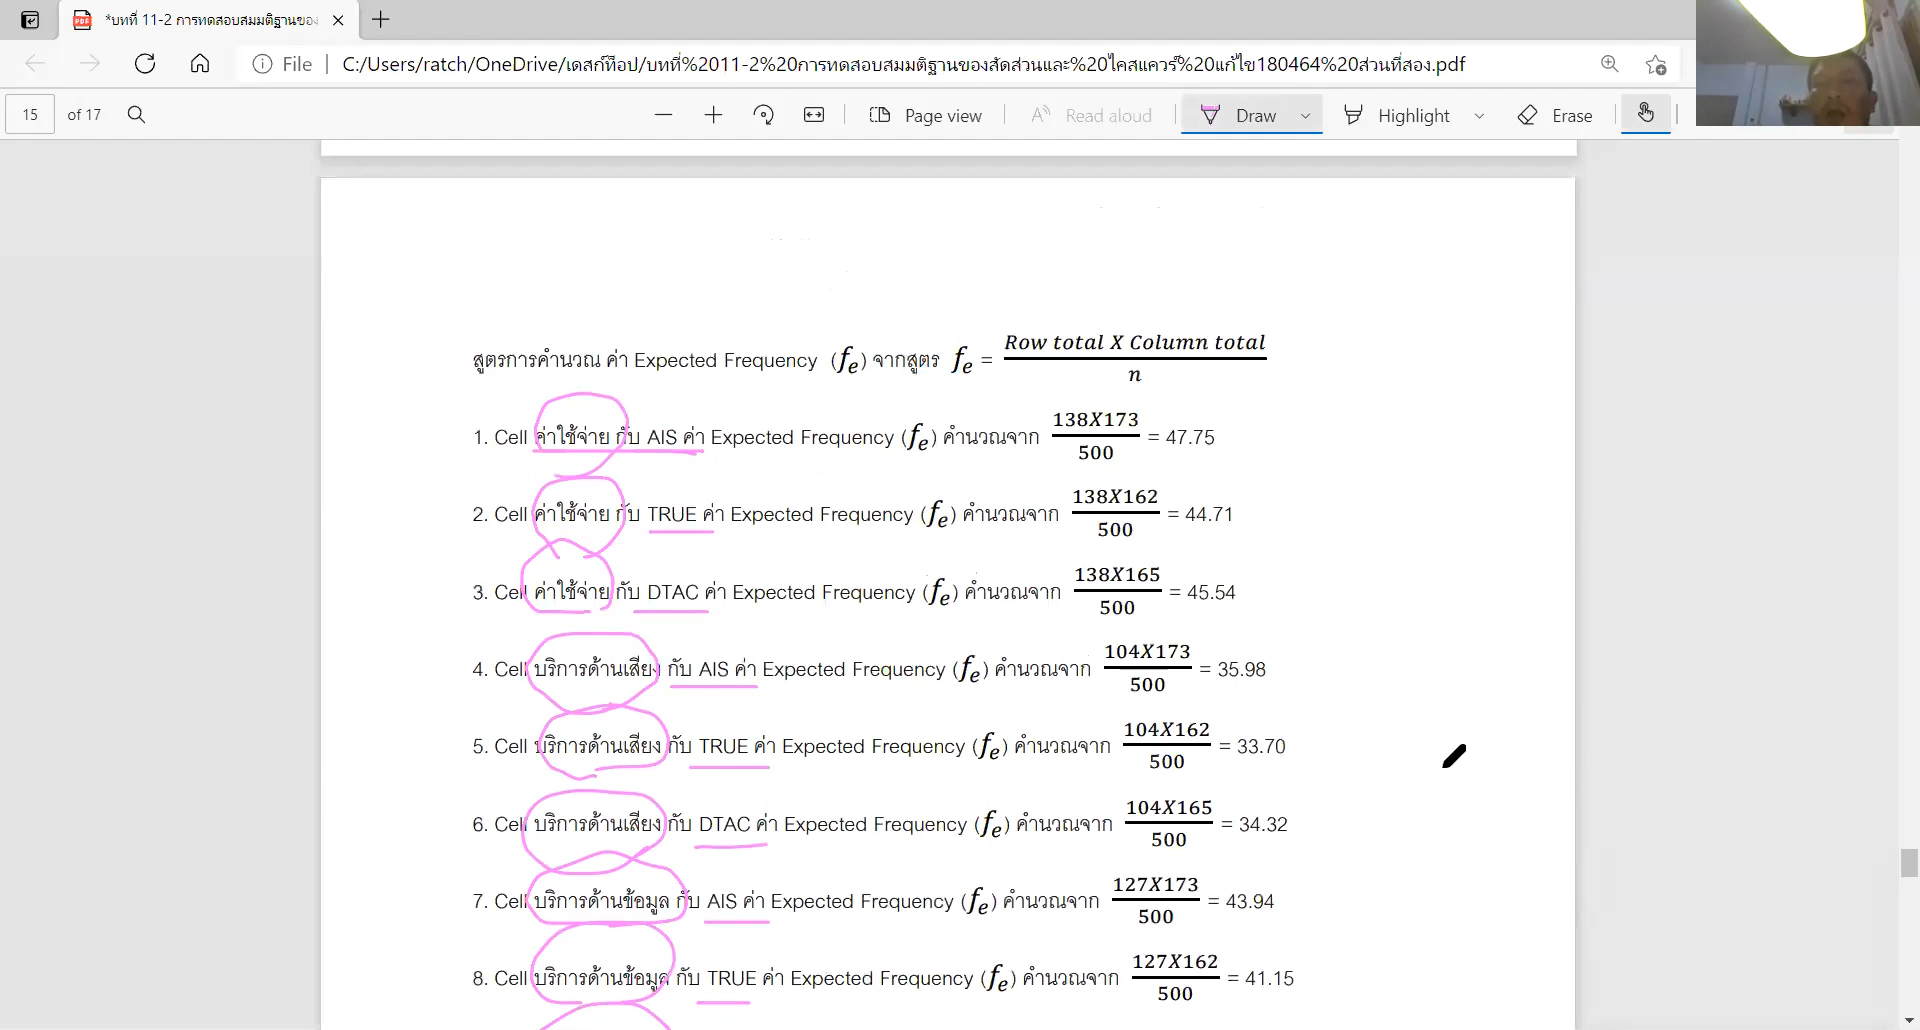 *บทที่ 11-2 การทดสอบสมมติฐานของ
File
C:/Users/ratch/OneDrive/เดสก์ท็อป/บทที่%2011-2%20การทดสอบสมมติฐานของสัดส่วนและ%20ไคสแควร์%20แก้ไข180464%20ส่วนที่สอง.pdf
15 of 17 Page view Read aloud Draw Highlight Erase
สูตรการคำนวณ ค่า Expected Frequency (fe) จากสูตร fe = Row total X Column total / n
1. Cell ค่าใช้จ่าย กับ AIS ค่า Expected Frequency (fe) คำนวณจาก 138X173 / 500 = 47.75
2. Cell ค่าใช้จ่าย กับ TRUE ค่า Expected Frequency (fe) คำนวณจาก 138X162 / 500 = 44.71
3. Cell ค่าใช้จ่าย กับ DTAC ค่า Expected Frequency (fe) คำนวณจาก 138X165 / 500 = 45.54
4. Cell บริการด้านเสียง กับ AIS ค่า Expected Frequency (fe) คำนวณจาก 104X173 / 500 = 35.98
5. Cell บริการด้านเสียง กับ TRUE ค่า Expected Frequency (fe) คำนวณจาก 104X162 / 500 = 33.70
6. Cell บริการด้านเสียง กับ DTAC ค่า Expected Frequency (fe) คำนวณจาก 104X165 / 500 = 34.32
7. Cell บริการด้านข้อมูล กับ AIS ค่า Expected Frequency (fe) คำนวณจาก 127X173 / 500 = 43.94
8. Cell บริการด้านข้อมูล กับ TRUE ค่า Expected Frequency (fe) คำนวณจาก 127X162 / 500 = 41.15